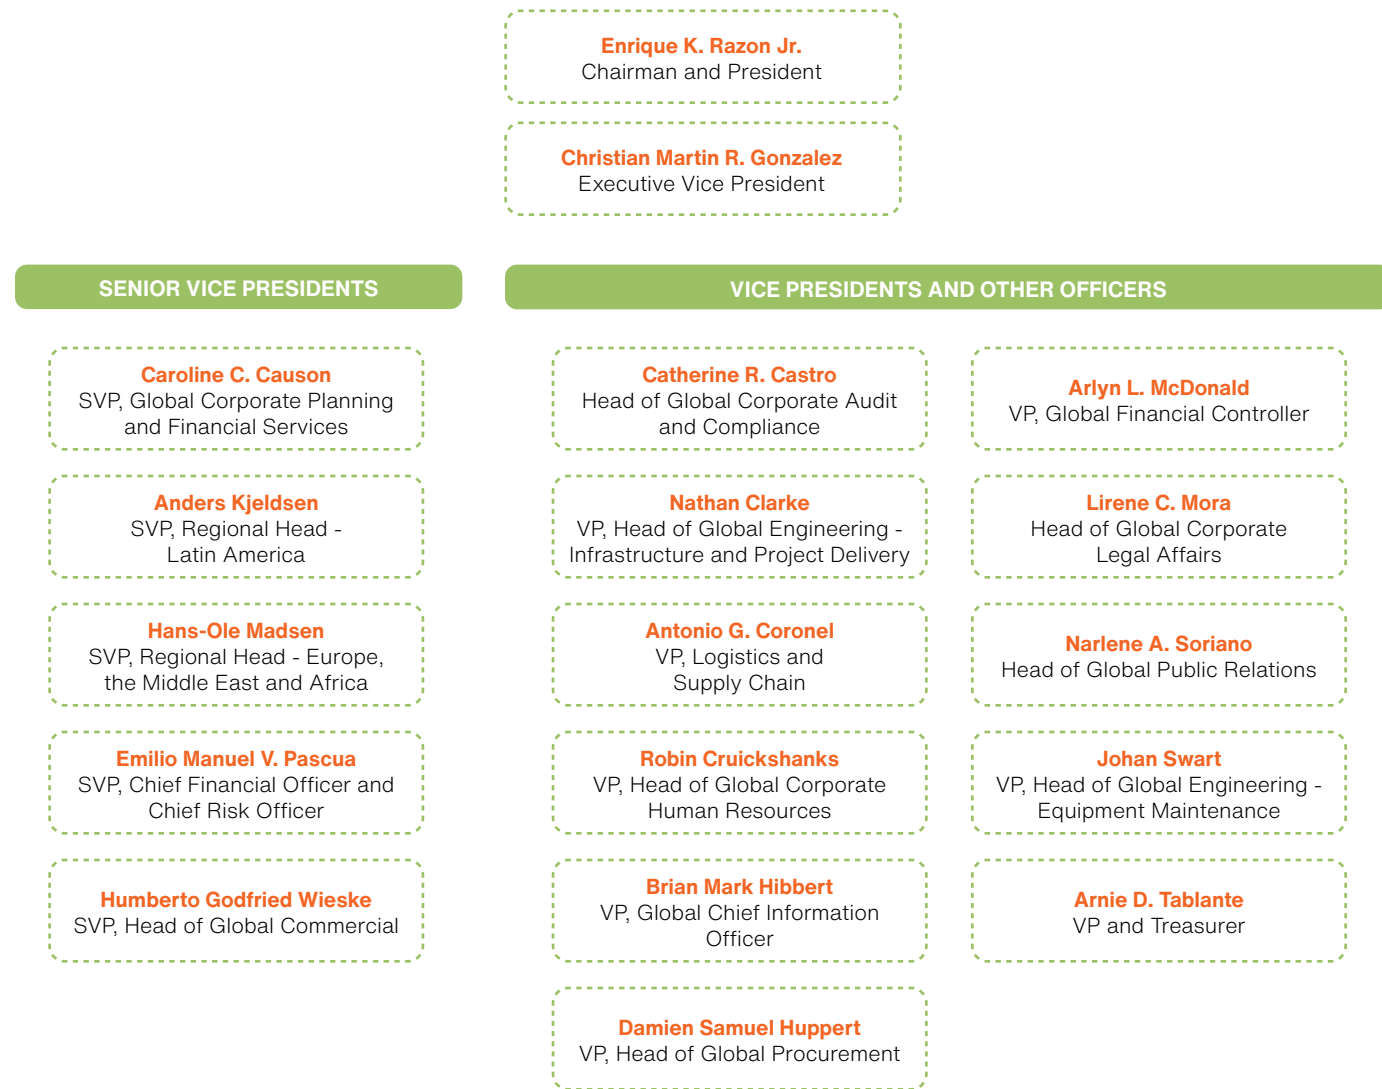 Enrique K. Razon Jr.
Chairman and President
Christian Martin R. Gonzalez
Executive Vice President
SENIOR VICE PRESIDENTS
Caroline C. Causon
SVP, Global Corporate Planning
and Financial Services
Anders Kjeldsen
SVP, Regional Head -
Latin America
Hans-Ole Madsen
SVP, Regional Head - Europe,
the Middle East and Africa
Emilio Manuel V. Pascua
SVP, Chief Financial Officer and
Chief Risk Officer
Humberto Godfried Wieske
SVP, Head of Global Commercial
VICE PRESIDENTS AND OTHER OFFICERS
Catherine R. Castro
Head of Global Corporate Audit
and Compliance
Nathan Clarke
VP, Head of Global Engineering -
Infrastructure and Project Delivery
Antonio G. Coronel
VP, Logistics and
Supply Chain
Robin Cruickshanks
VP, Head of Global Corporate
Human Resources
Brian Mark Hibbert
VP, Global Chief Information
Officer
Damien Samuel Huppert
VP, Head of Global Procurement
Arlyn L. McDonald
VP, Global Financial Controller
Lirene C. Mora
Head of Global Corporate
Legal Affairs
Narlene A. Soriano
Head of Global Public Relations
Johan Swart
VP, Head of Global Engineering -
Equipment Maintenance
Arnie D. Tablante
VP and Treasurer